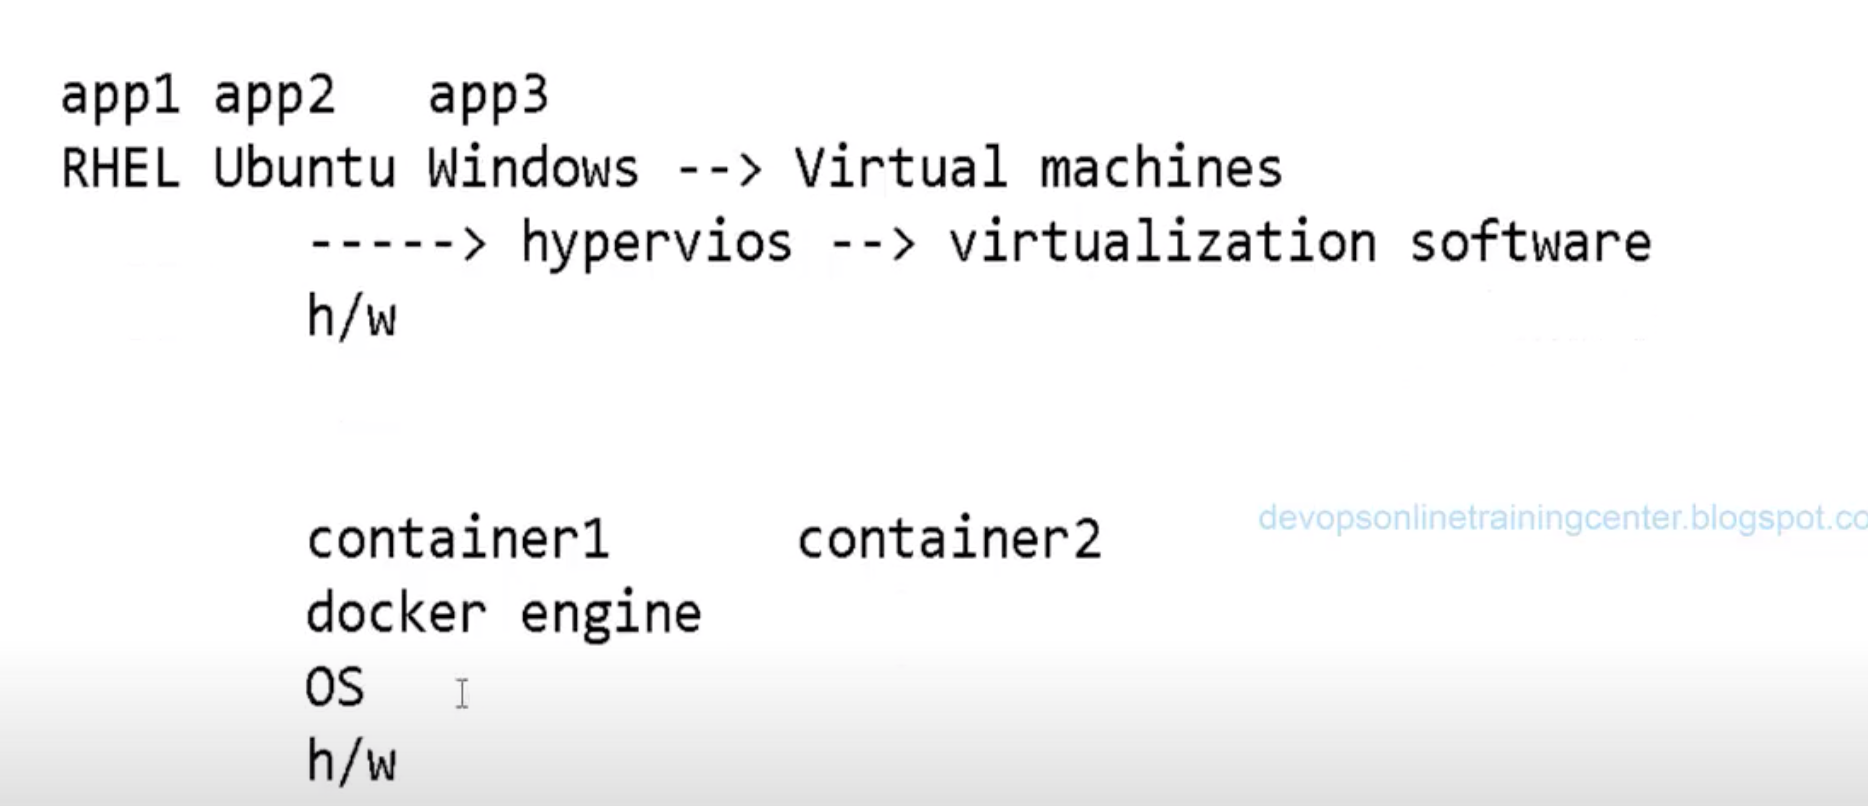 app1 app2 app3
RHEL Ubuntu Windows --> Virtual machines
-----> hypervios --> virtualization software
h/w
container1 container2
devopsonlinetrainingcenter.blogspot.co
docker engine
OS
h/w